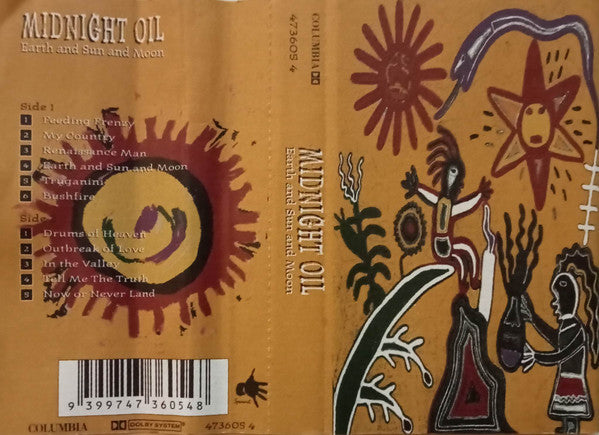 MIDNIGHT OIL
Earth and Sun and Moon
Side 1
1 Feeding Frenzy
2 My Country
3 Renaissance Man
4 Earth and Sun and Moon
5 Truganini
6 Bushfire
Side
1 Drums of Heaven
2 Outbreak of Love
3 In the Valley
4 Tell Me The Truth
5 Now or Never Land
9 399747 360548
COLUMBIA
DOLBY SYSTEM
473605 4
COLUMBIA
473605 4
MIDNIGHT OIL
Earth and Sun and Moon